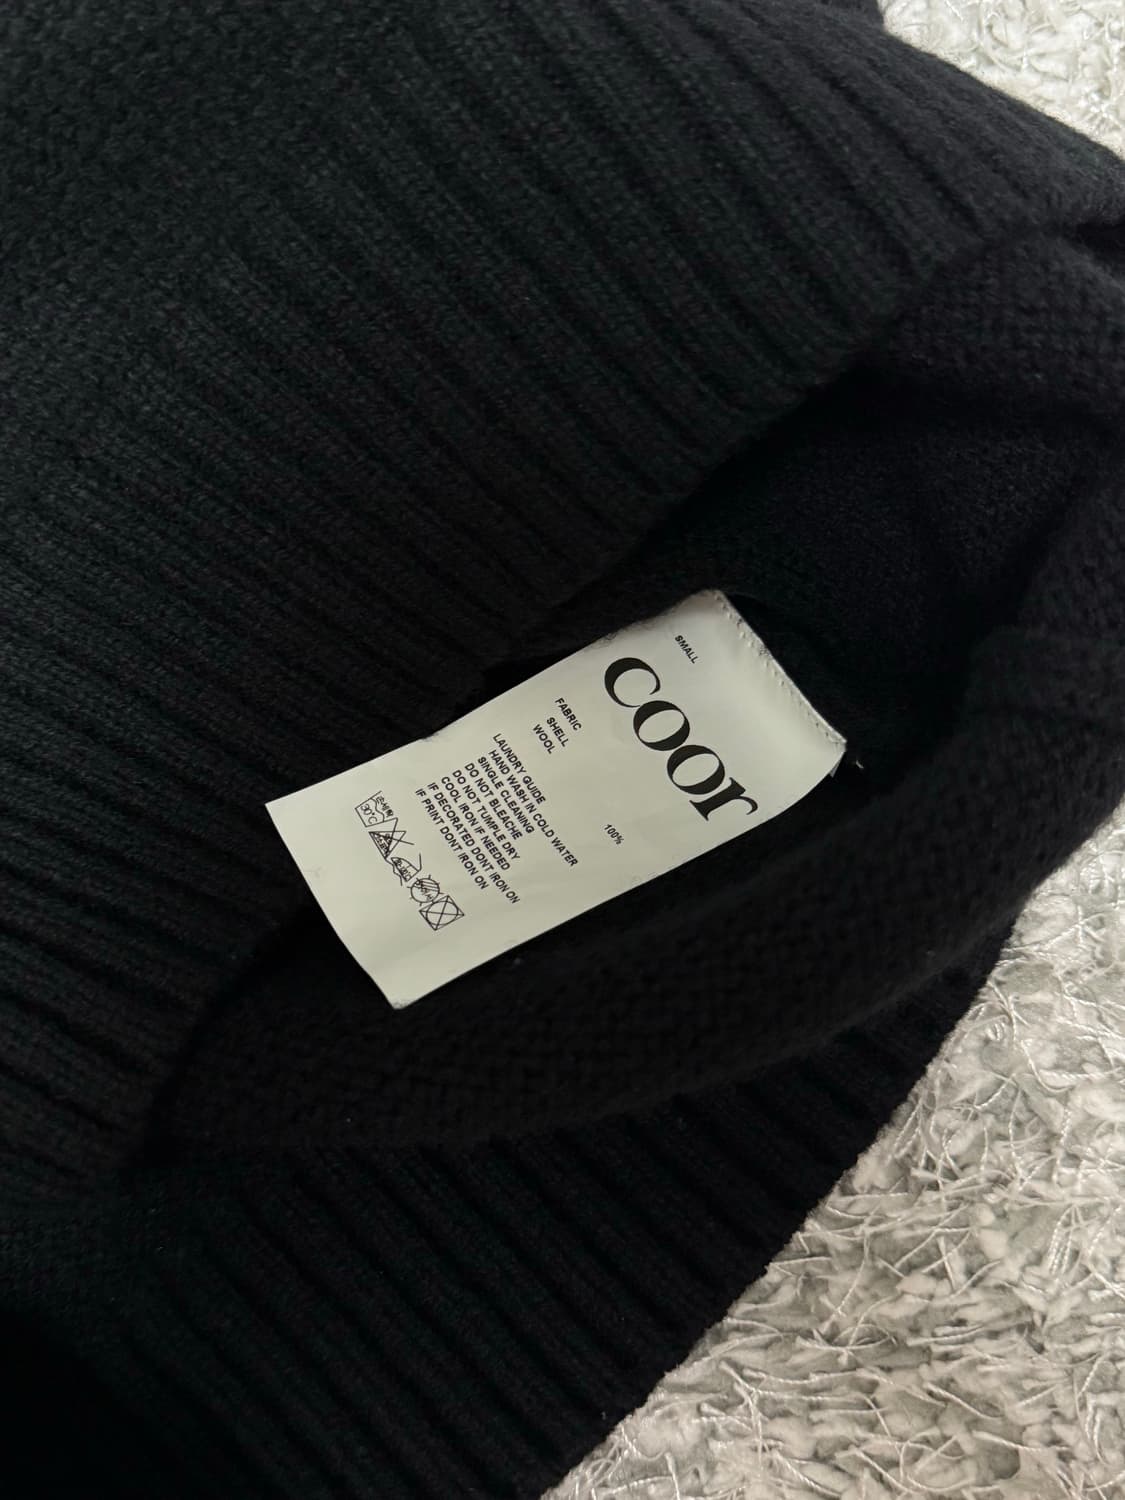 SMALL
coor
FABRIC
SHELL
WOOL
100%
LAUNDRY GUIDE
HAND WASH IN COLD WATER
SINGLE CLEANING
DO NOT BLEACHE
DO NOT TUMPLE DRY
COOL IRON IF NEEDED
IF DECORATED DONT IRON ON
IF PRINT DONT IRON ON
30°C